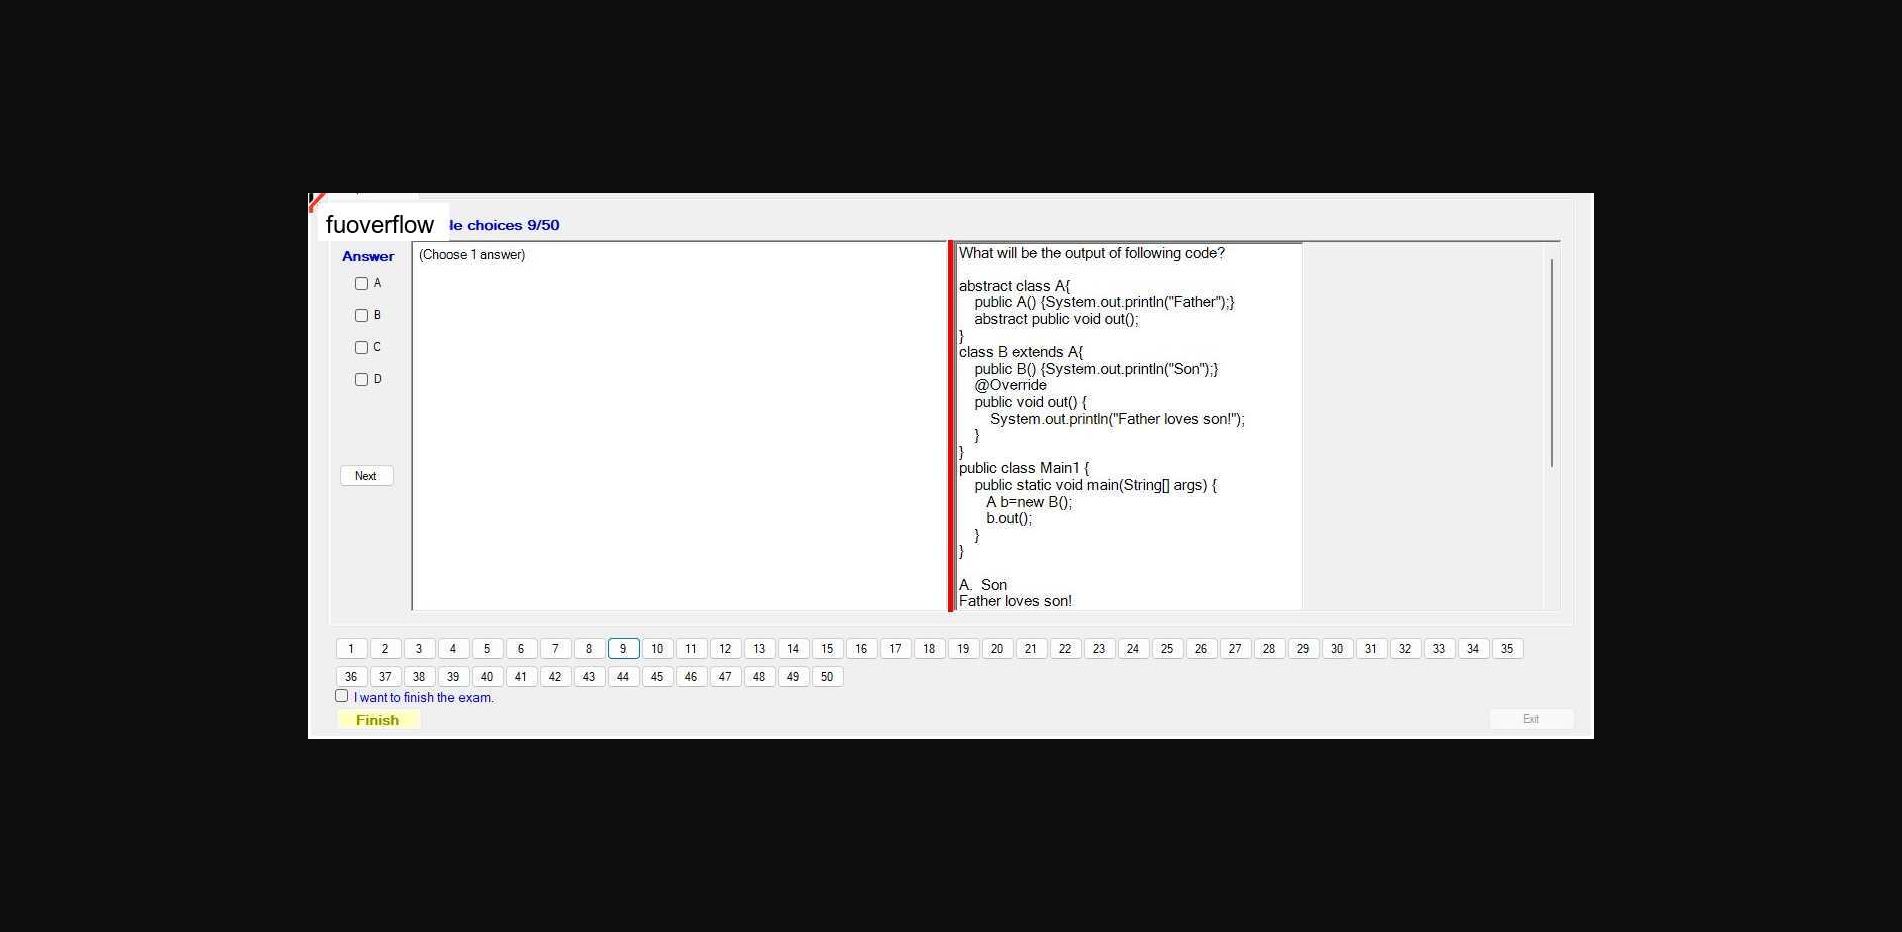 fuoverflow
le choices 9/50
Answer
(Choose 1 answer)
A
B
C
D
Next
What will be the output of following code?
abstract class A{
public A() {System.out.println("Father");}
abstract public void out();
}
class B extends A{
public B() {System.out.println("Son");}
@Override
public void out() {
System.out.println("Father loves son!");
}
}
public class Main1 {
public static void main(String[] args) {
A b=new B();
b.out();
}
}
A. Son
Father loves son!
1 2 3 4 5 6 7 8 9 10 11 12 13 14 15 16 17 18 19 20 21 22 23 24 25 26 27 28 29 30 31 32 33 34 35
36 37 38 39 40 41 42 43 44 45 46 47 48 49 50
I want to finish the exam.
Finish
Exit